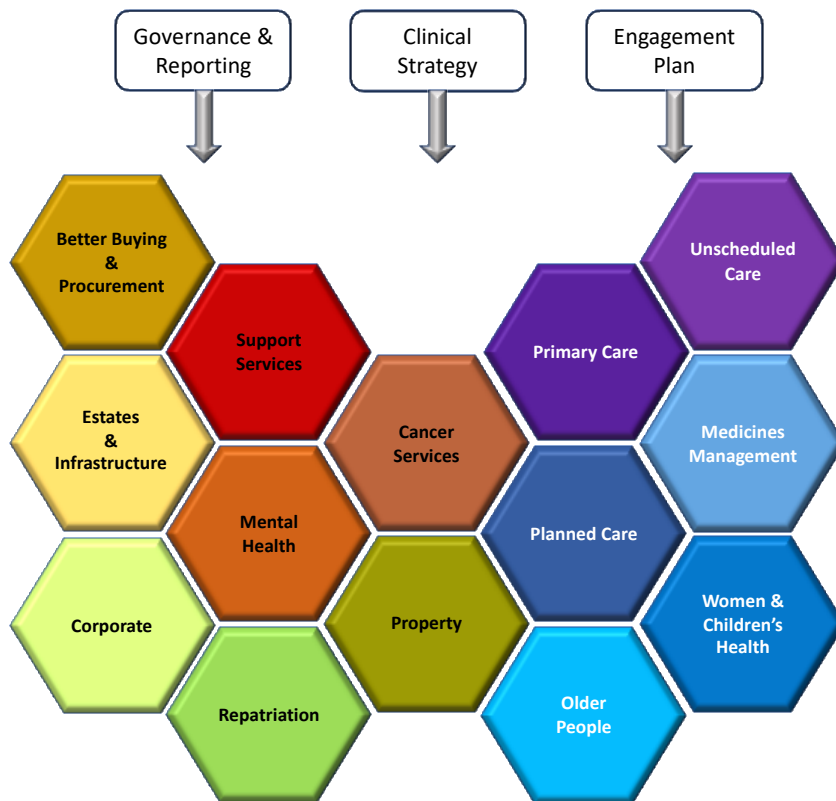 Governance &
Reporting
Clinical
Strategy
Engagement
Plan
Better Buying
&
Procurement
Unscheduled
Care
Support
Services
Primary Care
Estates
&
Infrastructure
Cancer
Services
Medicines
Management
Mental
Health
Planned Care
Corporate
Property
Women &
Children’s
Health
Repatriation
Older
People